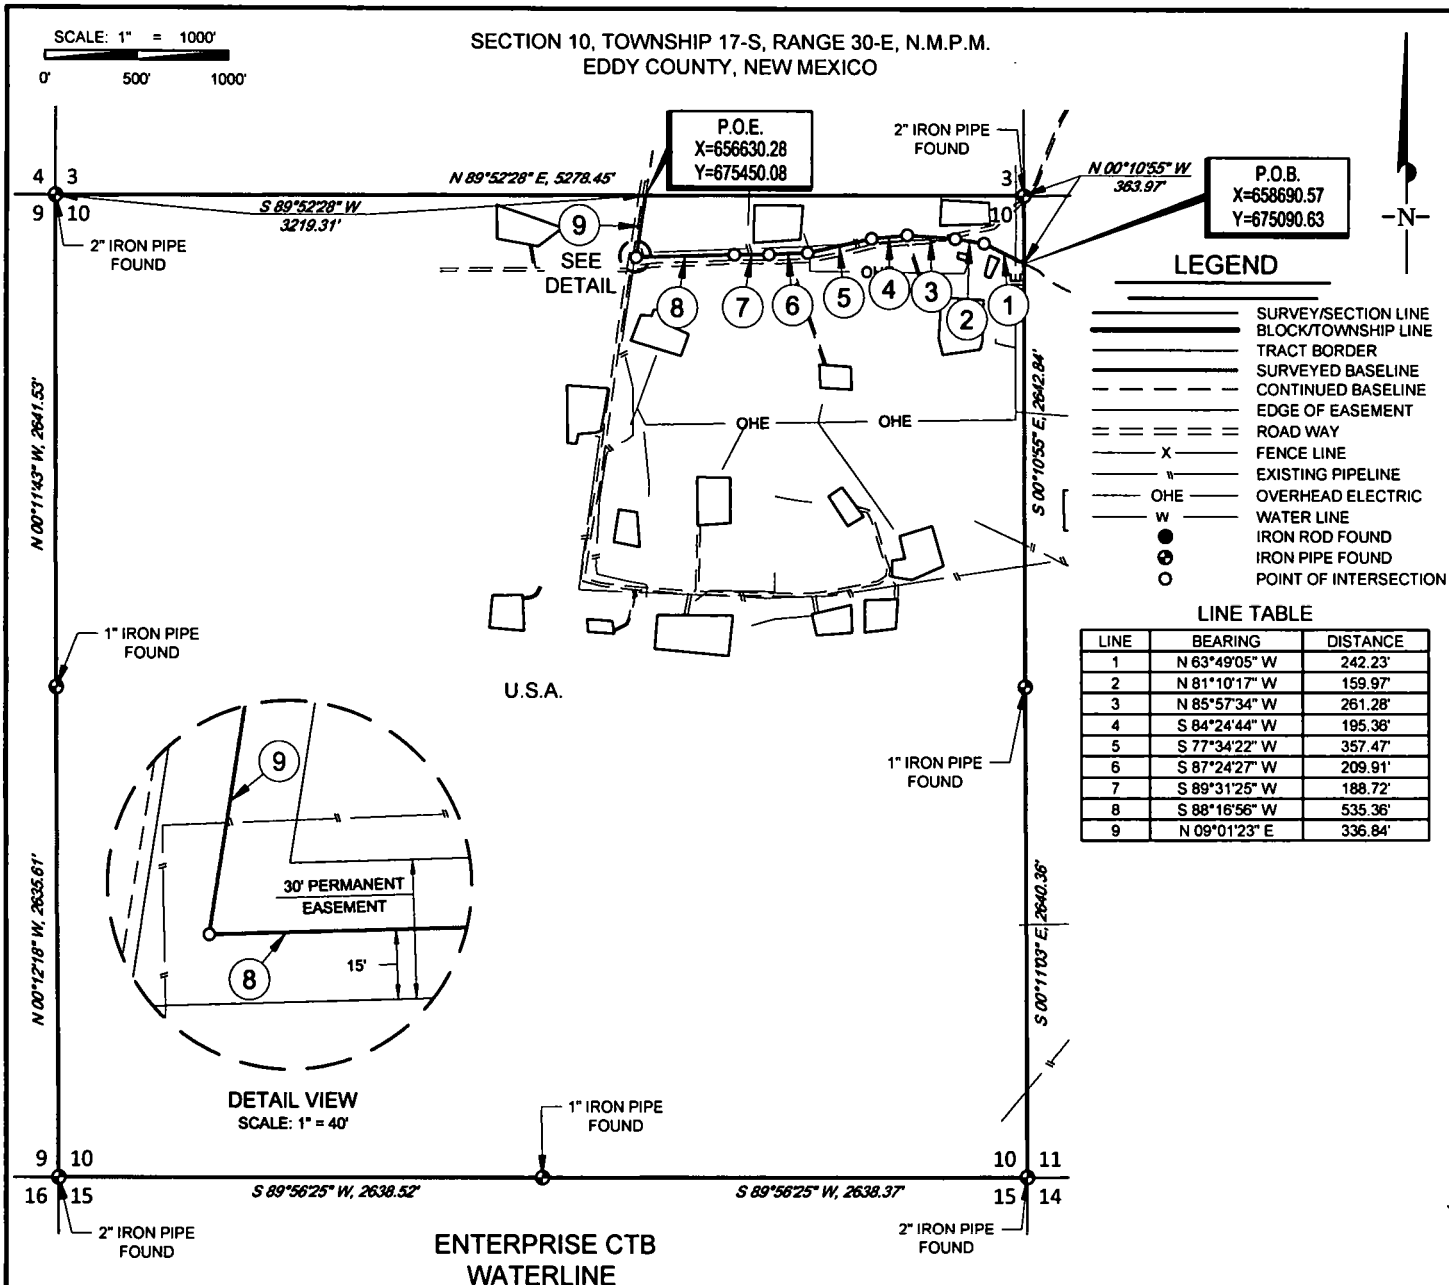 SCALE: 1" = 1000'
0' 500' 1000'
SECTION 10, TOWNSHIP 17-S, RANGE 30-E, N.M.P.M.
EDDY COUNTY, NEW MEXICO
P.O.E.
X=656630.28
Y=675450.08
2" IRON PIPE
FOUND
N 00°10'55" W
363.97'
P.O.B.
X=658690.57
Y=675090.63
-N-
4 3
9 10
N 89°52'28" E, 5278.45'
S 89°52'28" W
3219.31'
2" IRON PIPE
FOUND
3
10
9
SEE
DETAIL
OHE
8 7 6 5 4 3 2 1
E
OHE OHE
N 00°11'43" W, 2641.53'
S 00°10'55" E, 2642.84'
LEGEND
SURVEY/SECTION LINE
BLOCK/TOWNSHIP LINE
TRACT BORDER
SURVEYED BASELINE
CONTINUED BASELINE
EDGE OF EASEMENT
ROAD WAY
X FENCE LINE
EXISTING PIPELINE
OHE OVERHEAD ELECTRIC
W WATER LINE
IRON ROD FOUND
IRON PIPE FOUND
POINT OF INTERSECTION
LINE TABLE
LINE BEARING DISTANCE
1 N 63°49'05" W 242.23'
2 N 81°10'17" W 159.97'
3 N 85°57'34" W 261.28'
4 S 84°24'44" W 195.36'
5 S 77°34'22" W 357.47'
6 S 87°24'27" W 209.91'
7 S 89°31'25" W 188.72'
8 S 88°16'56" W 535.36'
9 N 09°01'23" E 336.84'
1" IRON PIPE
FOUND
U.S.A.
1" IRON PIPE
FOUND
9
30' PERMANENT
EASEMENT
15'
8
N 00°12'18" W, 2635.61'
S 00°11'03" E, 2640.36'
DETAIL VIEW
SCALE: 1" = 40'
1" IRON PIPE
FOUND
9 10
16 15
10 11
15 14
S 89°56'25" W, 2638.52'
S 89°56'25" W, 2638.37'
2" IRON PIPE
FOUND
2" IRON PIPE
FOUND
ENTERPRISE CTB
WATERLINE